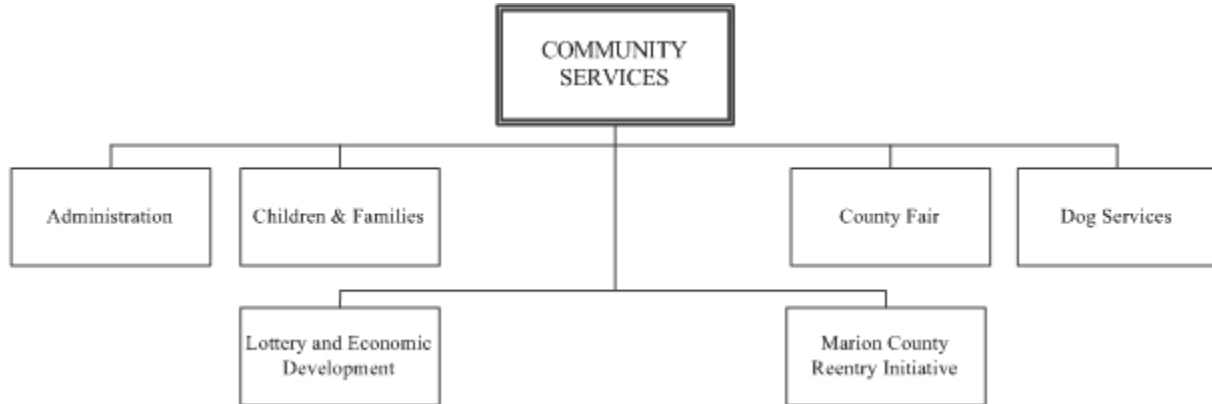 COMMUNITY
SERVICES
Administration
Children & Families
County Fair
Dog Services
Lottery and Economic
Development
Marion County
Reentry Initiative